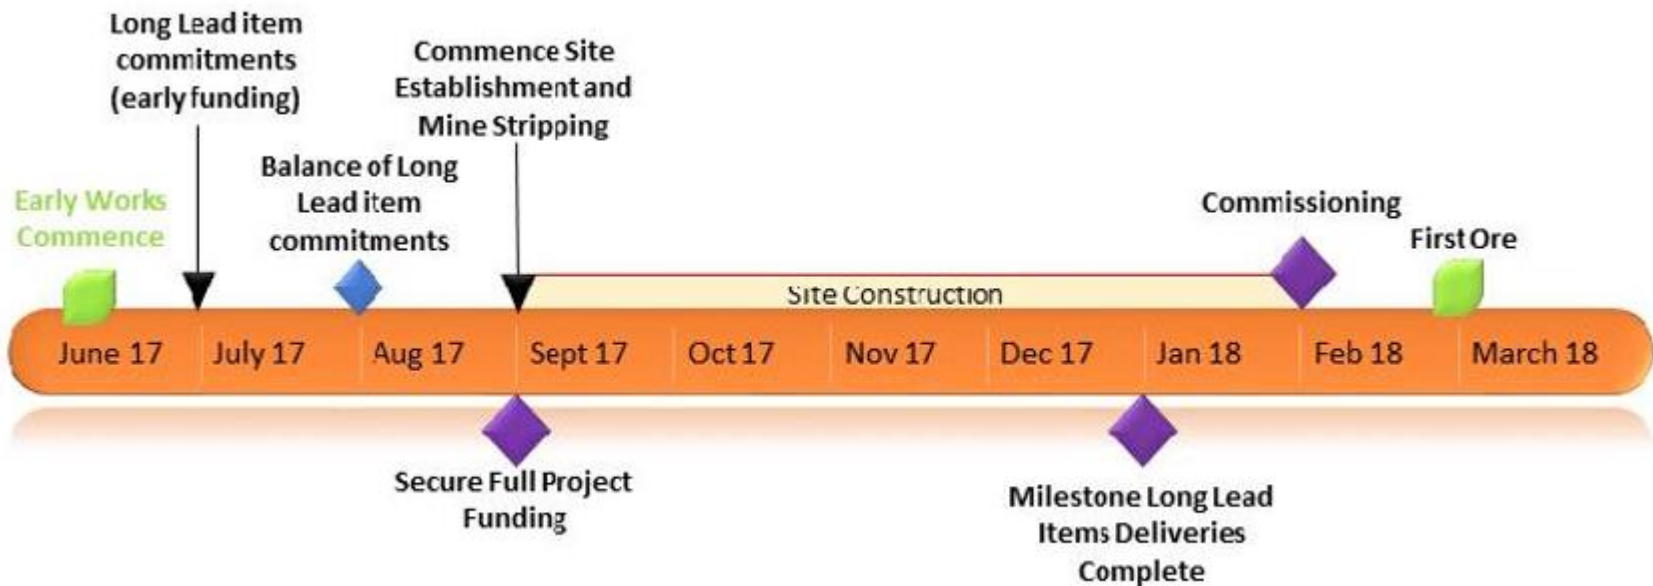 Long Lead item
commitments
(early funding)
Commence Site
Establishment and
Mine Stripping
Balance of Long
Lead item
commitments
Early Works
Commence
Commissioning
First Ore
Site Construction
June 17
July 17
Aug 17
Sept 17
Oct 17
Nov 17
Dec 17
Jan 18
Feb 18
March 18
Secure Full Project
Funding
Milestone Long Lead
Items Deliveries
Complete